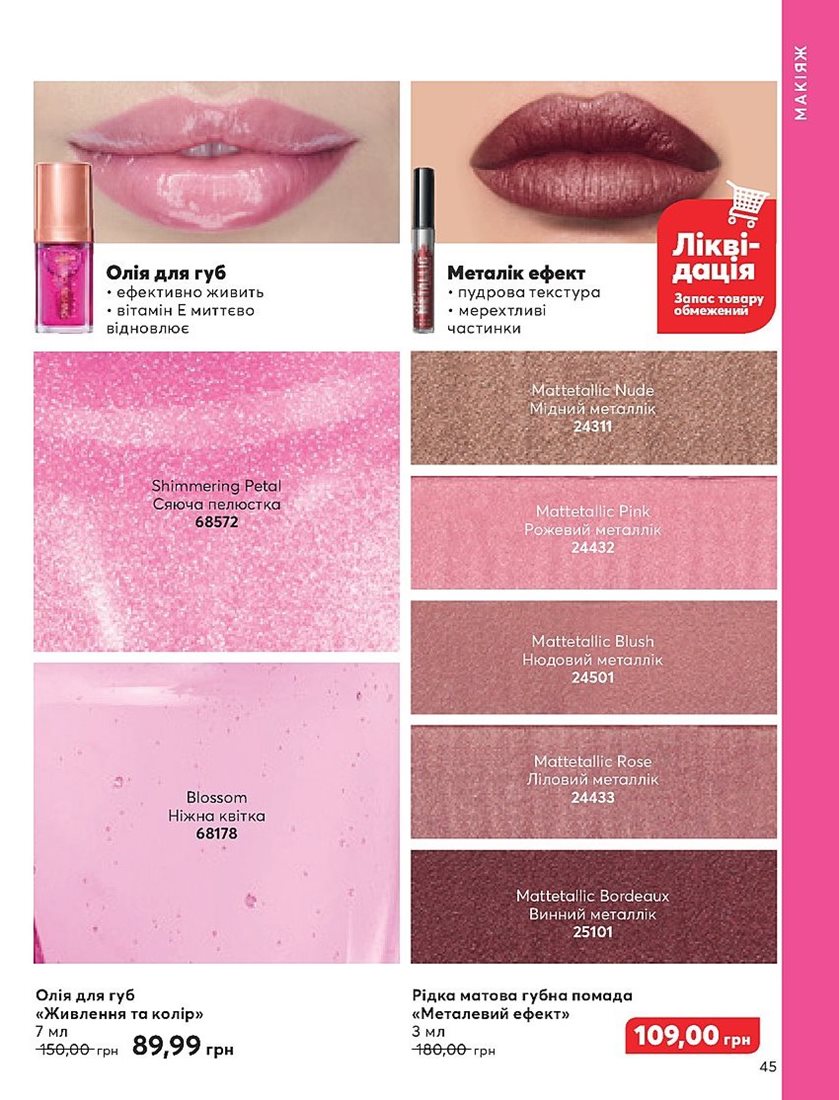 МАКІЯЖ
Олія для губ
• ефективно живить
• вітамін Е миттєво
відновлює
METALLIC
Металік ефект
• пудрова текстура
• мерехтливі
частинки
Лікві-
дація
Запас товару
обмежений
Shimmering Petal
Сяюча пелюстка
68572
Blossom
Ніжна квітка
68178
Mattetallic Nude
Мідний металлік
24311
Mattetallic Pink
Рожевий металлік
24432
Mattetallic Blush
Нюдовий металлік
24501
Mattetallic Rose
Ліловий металлік
24433
Mattetallic Bordeaux
Винний металлік
25101
Олія для губ
«Живлення та колір»
7 мл
150,00 грн 89,99 грн
Рідка матова губна помада
«Металевий ефект»
3 мл
180,00 грн
109,00 грн
45